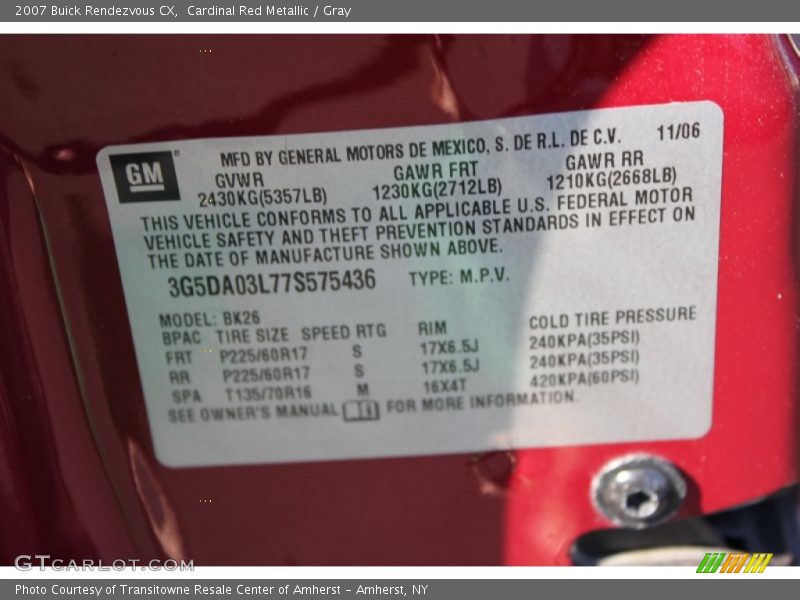 2007 Buick Rendezvous CX,  Cardinal Red Metallic / Gray
GM MFD BY GENERAL MOTORS DE MEXICO, S. DE R.L. DE C.V. 11/06
GVWR GAWR FRT GAWR RR
2430KG(5357LB) 1230KG(2712LB) 1210KG(2668LB)
THIS VEHICLE CONFORMS TO ALL APPLICABLE U.S. FEDERAL MOTOR
VEHICLE SAFETY AND THEFT PREVENTION STANDARDS IN EFFECT ON
THE DATE OF MANUFACTURE SHOWN ABOVE.
3G5DA03L77S575436 TYPE: M.P.V.
MODEL: BK26
BPAC TIRE SIZE SPEED RTG RIM COLD TIRE PRESSURE
FRT P225/60R17 S 17X6.5J 240KPA(35PSI)
RR P225/60R17 S 17X6.5J 240KPA(35PSI)
SPA T135/70R16 M 16X4T 420KPA(60PSI)
SEE OWNER'S MANUAL FOR MORE INFORMATION.
GTCARLOT.COM
Photo Courtesy of Transitowne Resale Center of Amherst - Amherst, NY